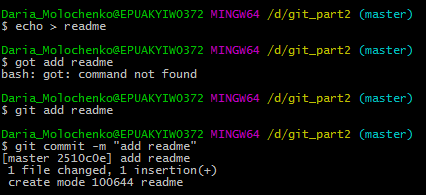 Daria_Molochenko@EPUAKYIW0372 MINGW64 /d/git_part2 (master)
$ echo > readme
Daria_Molochenko@EPUAKYIW0372 MINGW64 /d/git_part2 (master)
$ got add readme
bash: got: command not found
Daria_Molochenko@EPUAKYIW0372 MINGW64 /d/git_part2 (master)
$ git add readme
Daria_Molochenko@EPUAKYIW0372 MINGW64 /d/git_part2 (master)
$ git commit -m "add readme"
[master 2510c0e] add readme
 1 file changed, 1 insertion(+)
 create mode 100644 readme